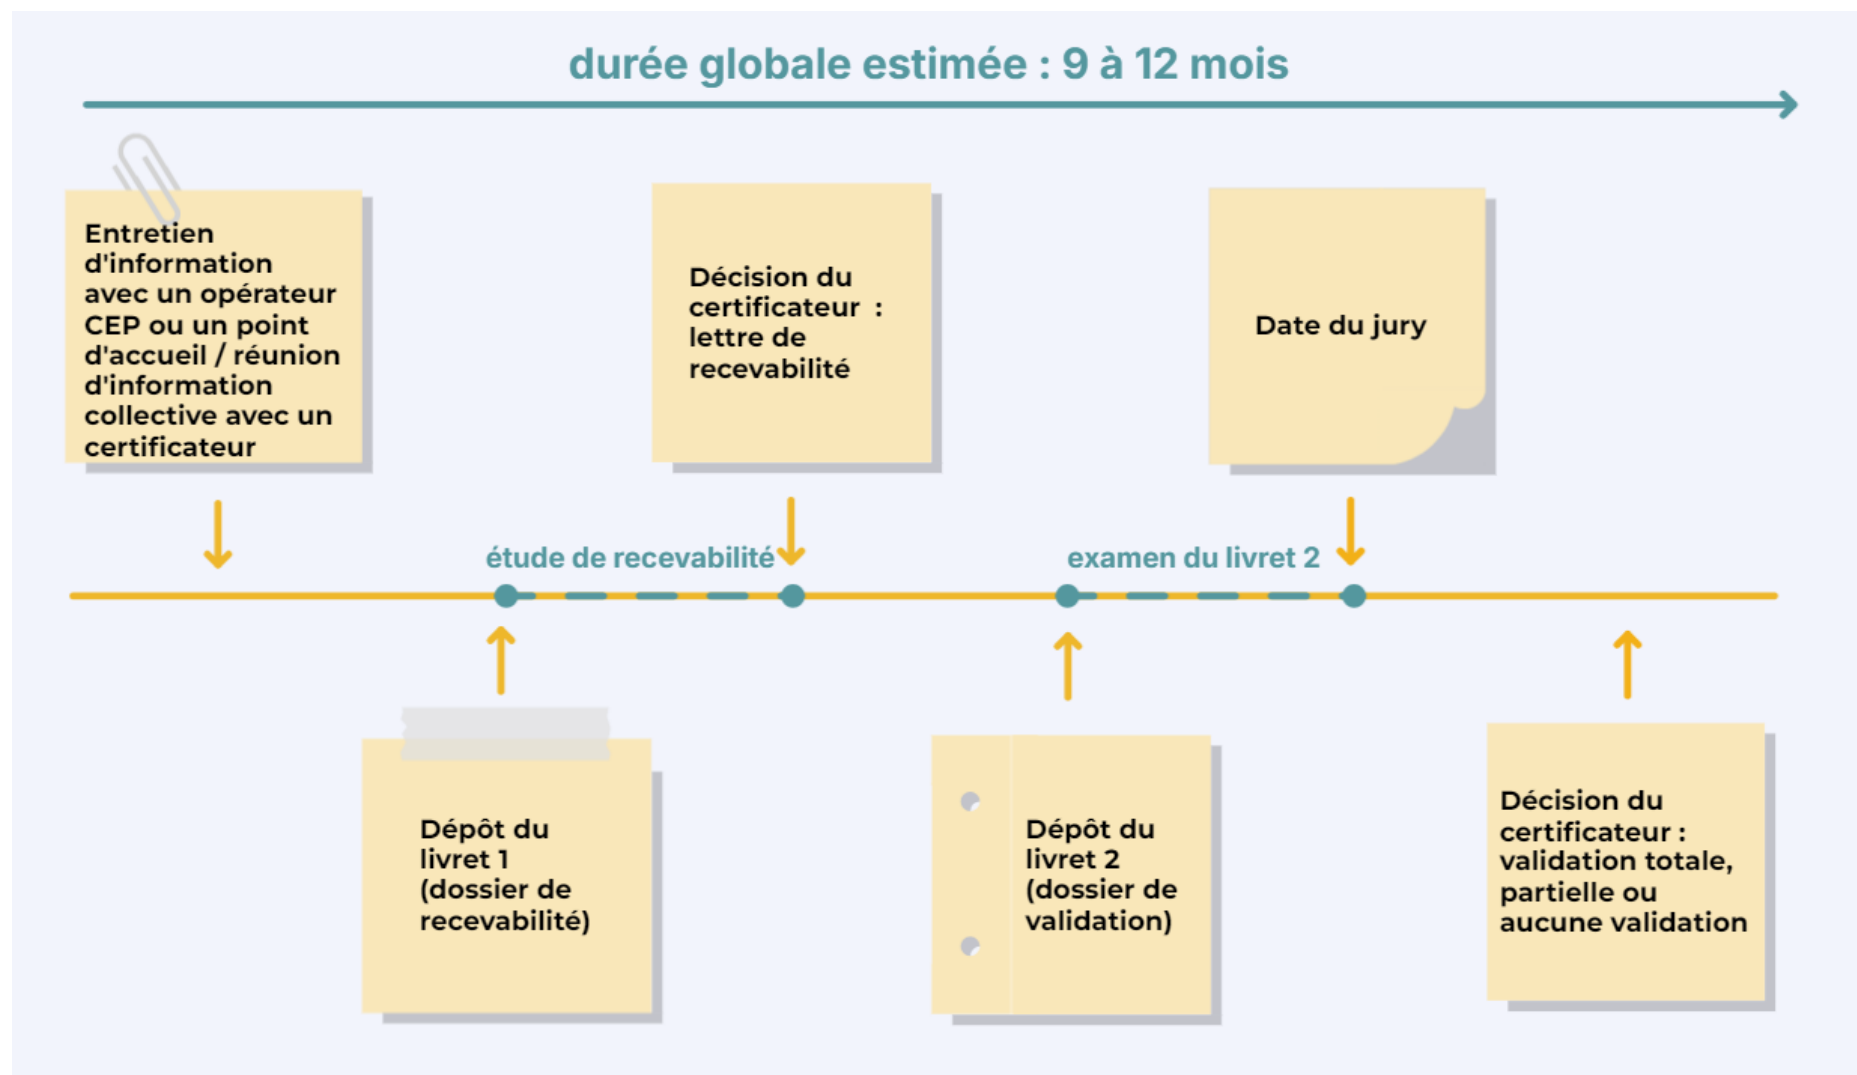 durée globale estimée : 9 à 12 mois
Entretien
d'information
avec un opérateur
CEP ou un point
d'accueil / réunion
d'information
collective avec un
certificateur
Décision du
certificateur :
lettre de
recevabilité
Date du jury
étude de recevabilité
examen du livret 2
Dépôt du
livret 1
(dossier de
recevabilité)
Dépôt du
livret 2
(dossier de
validation)
Décision du
certificateur :
validation totale,
partielle ou
aucune validation